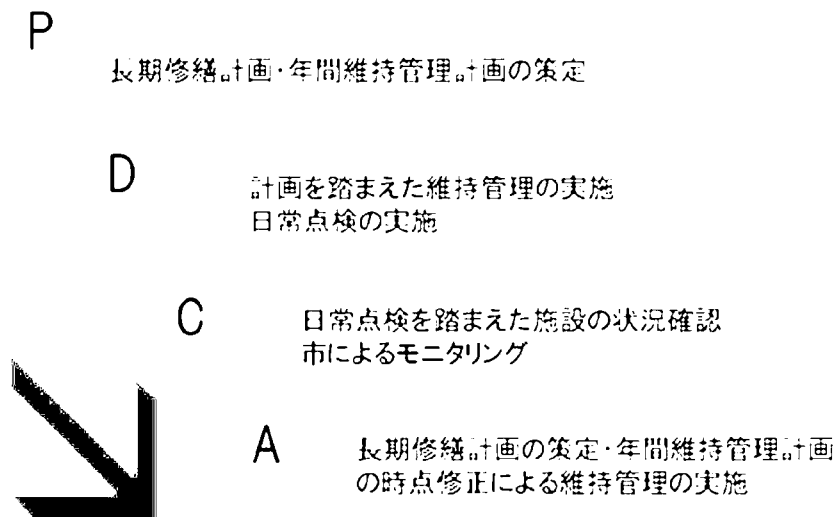 P
長期修繕計画・年間維持管理計画の策定
D
計画を踏まえた維持管理の実施
日常点検の実施
C
日常点検を踏まえた施設の状況確認
市によるモニタリング
A
長期修繕計画の策定・年間維持管理計画
の時点修正による維持管理の実施